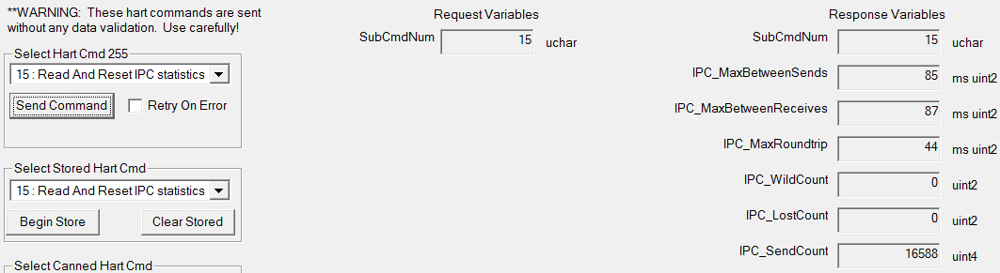 **WARNING:  These hart commands are sent
without any data validation.  Use carefully!
Select Hart Cmd 255
15 : Read And Reset IPC statistics
Send Command
Retry On Error
Select Stored Hart Cmd
15 : Read And Reset IPC statistics
Begin Store
Clear Stored
Select Canned Hart Cmd
Request Variables
SubCmdNum 15 uchar
Response Variables
SubCmdNum 15 uchar
IPC_MaxBetweenSends 85 ms uint2
IPC_MaxBetweenReceives 87 ms uint2
IPC_MaxRoundtrip 44 ms uint2
IPC_WildCount 0 uint2
IPC_LostCount 0 uint2
IPC_SendCount 16588 uint4